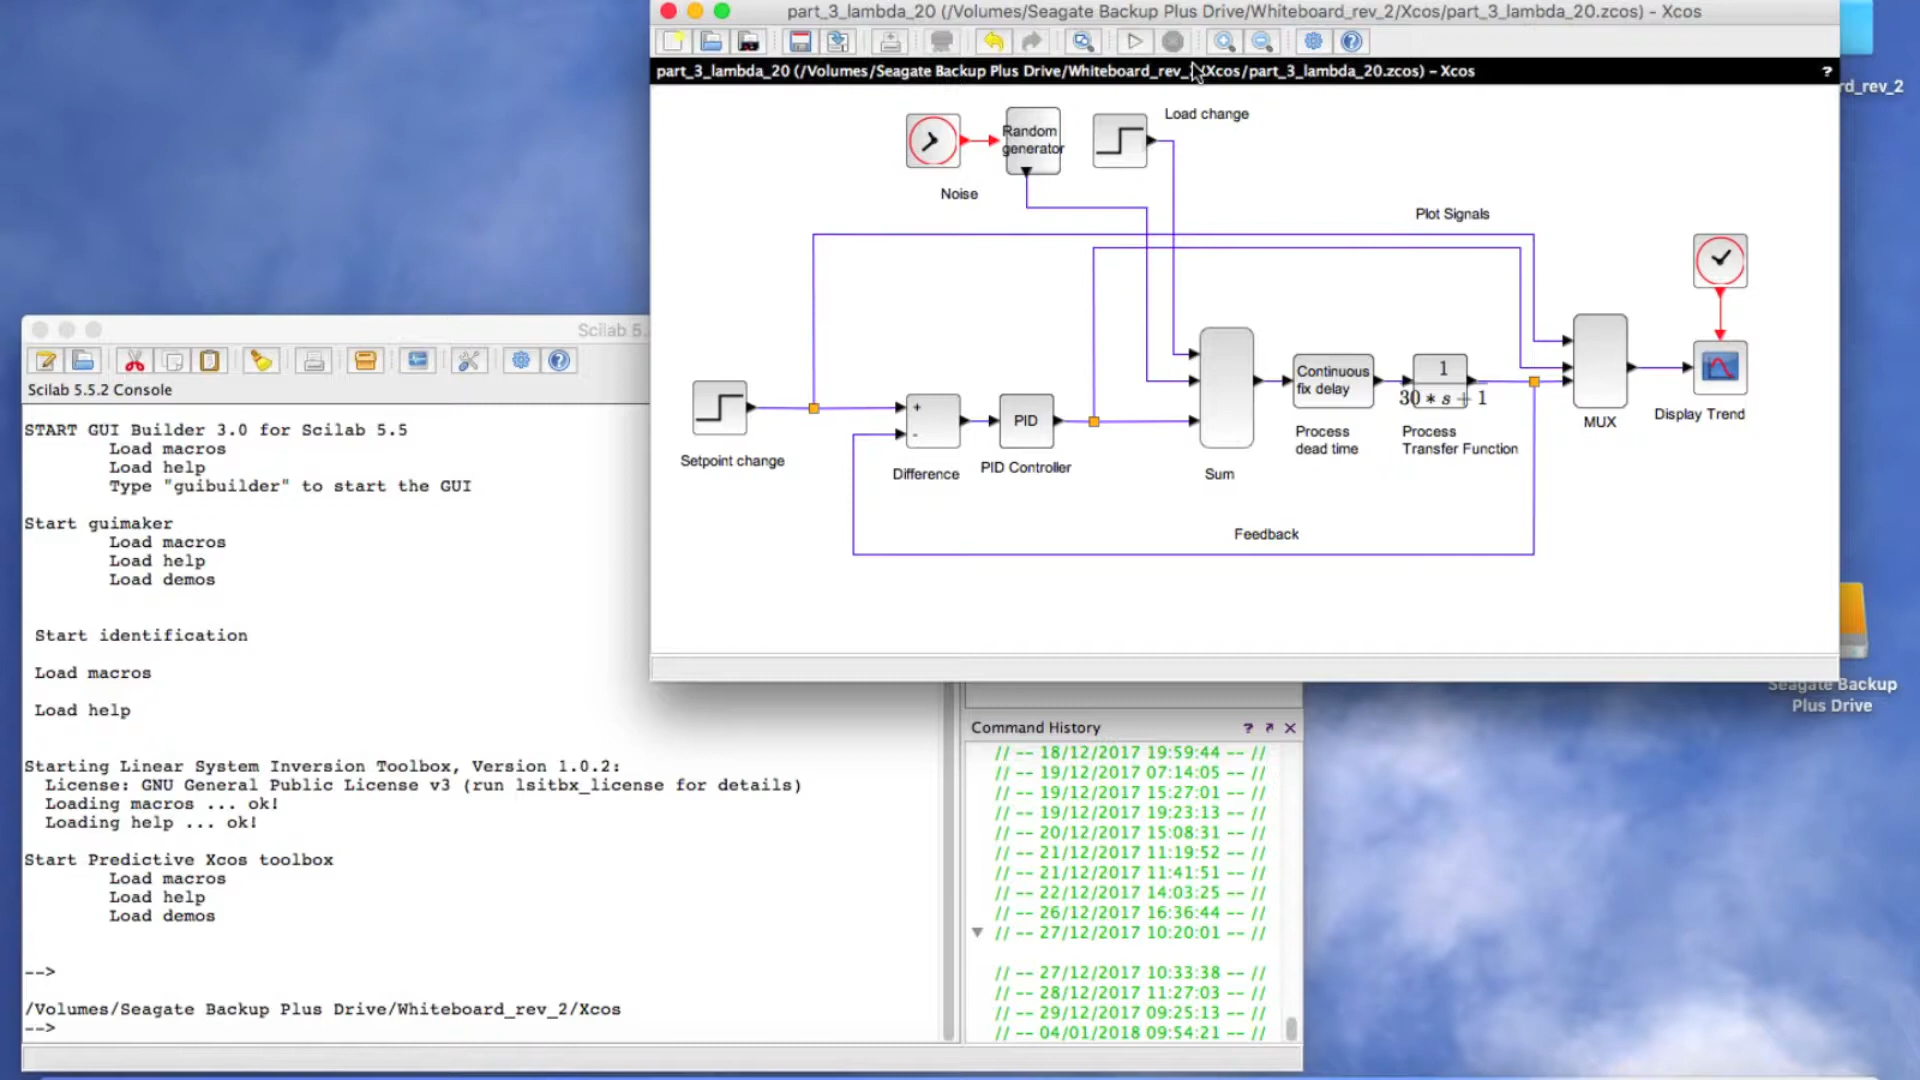 part_3_lambda_20 (/Volumes/Seagate Backup Plus Drive/Whiteboard_rev_2/Xcos/part_3_lambda_20.zcos) - Xcos
part_3_lambda_20 (/Volumes/Seagate Backup Plus Drive/Whiteboard_rev_ /Xcos/part_3_lambda_20.zcos) - Xcos
?
rd_rev_2
Load change
Random
generator
Noise
Plot Signals
Continuous
fix delay
1
30 * s + 1
+
-
PID
Setpoint change
Difference
PID Controller
Sum
Process
dead time
Process
Transfer Function
MUX
Display Trend
Feedback
Seagate Backup
Plus Drive
Scilab 5.
Scilab 5.5.2 Console
START GUI Builder 3.0 for Scilab 5.5
Load macros
Load help
Type "guibuilder" to start the GUI
Start guimaker
Load macros
Load help
Load demos
Start identification
Load macros
Load help
Starting Linear System Inversion Toolbox, Version 1.0.2:
License: GNU General Public License v3 (run lsitbx_license for details)
Loading macros ... ok!
Loading help ... ok!
Start Predictive Xcos toolbox
Load macros
Load help
Load demos
-->
/Volumes/Seagate Backup Plus Drive/Whiteboard_rev_2/Xcos
-->
Command History
// -- 18/12/2017 19:59:44 -- //
// -- 19/12/2017 07:14:05 -- //
// -- 19/12/2017 15:27:01 -- //
// -- 19/12/2017 19:23:13 -- //
// -- 20/12/2017 15:08:31 -- //
// -- 21/12/2017 11:19:52 -- //
// -- 21/12/2017 11:41:51 -- //
// -- 22/12/2017 14:03:25 -- //
// -- 26/12/2017 16:36:44 -- //
// -- 27/12/2017 10:20:01 -- //
// -- 27/12/2017 10:33:38 -- //
// -- 28/12/2017 11:27:03 -- //
// -- 29/12/2017 09:25:13 -- //
// -- 04/01/2018 09:54:21 -- //